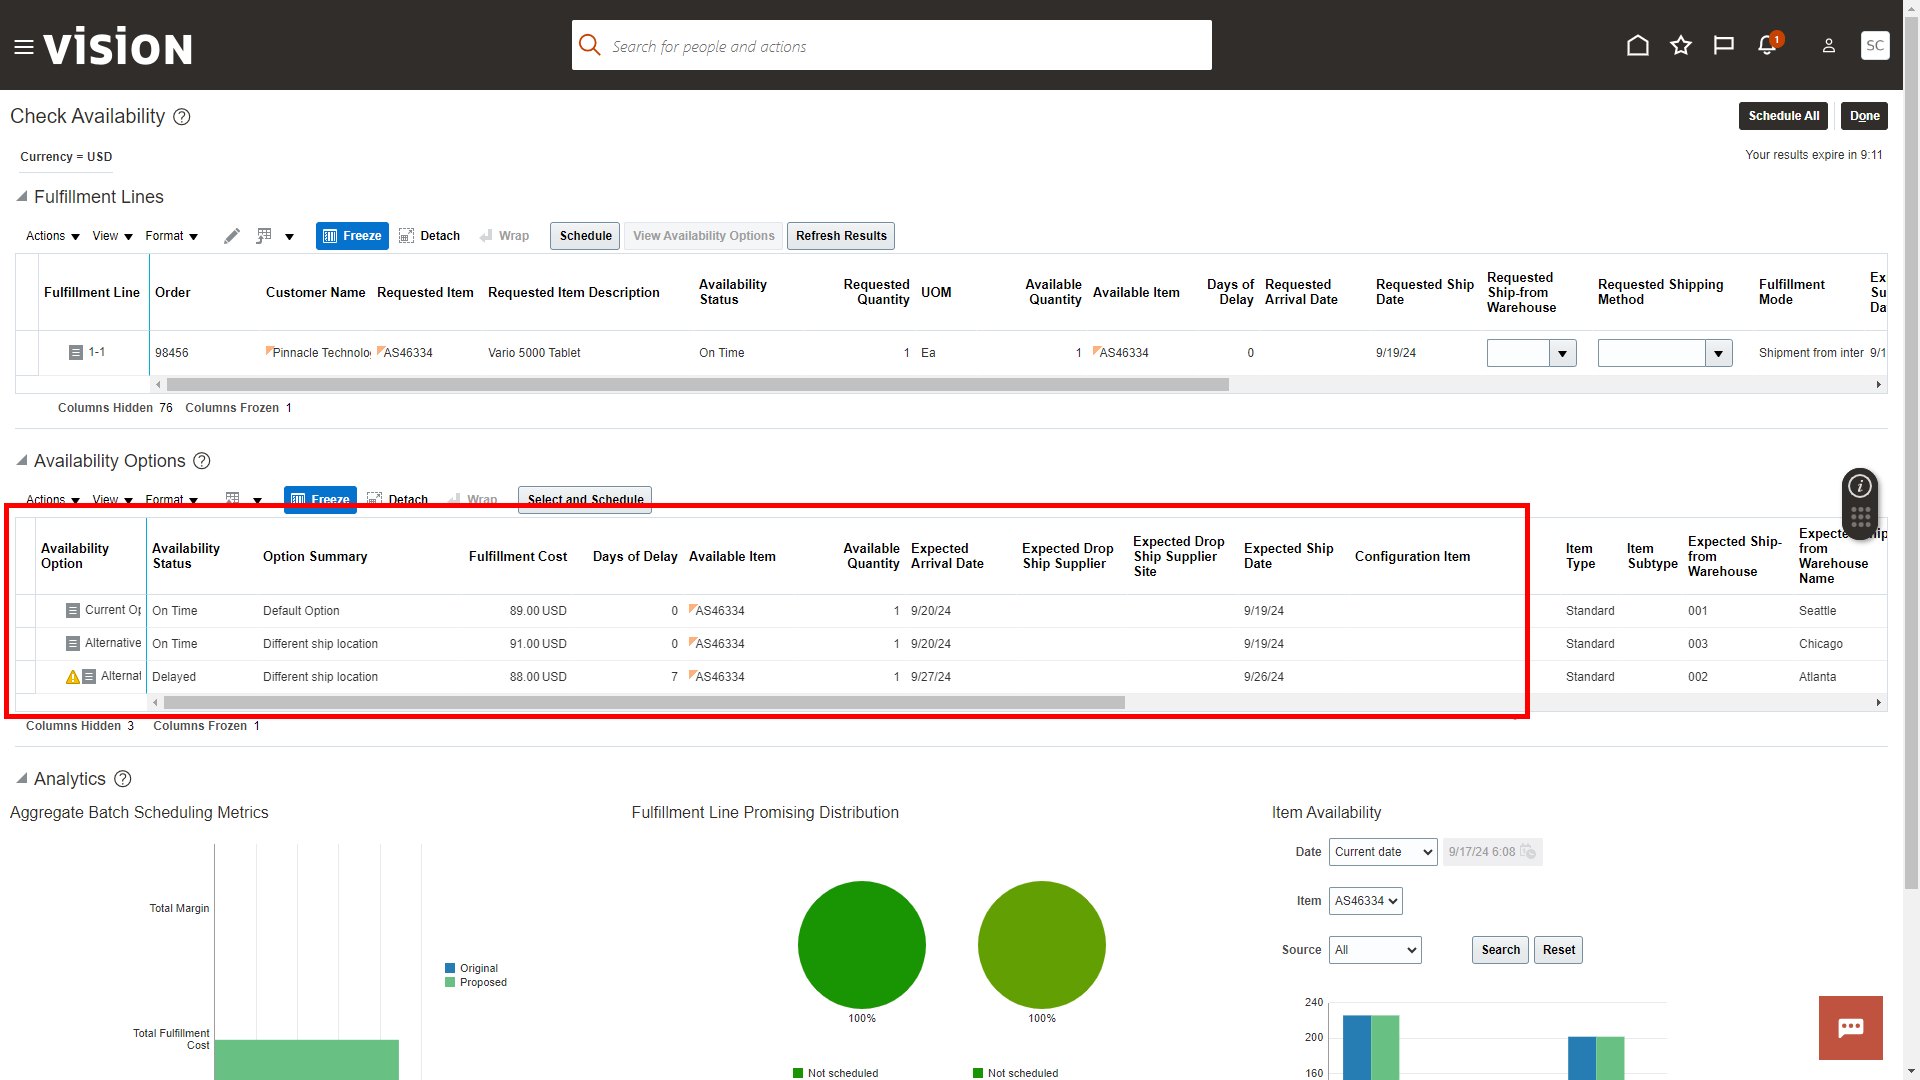 VISION
Search for people and actions
1
SC
Check Availability ?
Schedule All Done
Currency = USD
Your results expire in 9:11
Fulfillment Lines
Actions View Format Freeze Detach Wrap Schedule View Availability Options Refresh Results
Fulfillment Line Order Customer Name Requested Item Requested Item Description Availability Status Requested Quantity UOM Available Quantity Available Item Days of Delay Requested Arrival Date Requested Ship Date Requested Ship-from Warehouse Requested Shipping Method Fulfillment Mode
1-1 98456 Pinnacle Technolo AS46334 Vario 5000 Tablet On Time 1 Ea 1 AS46334 0 9/19/24 Shipment from inter 9/1
Columns Hidden 76 Columns Frozen 1
Availability Options ?
Actions View Format Freeze Detach Wrap Select and Schedule
Availability Option Availability Status Option Summary Fulfillment Cost Days of Delay Available Item Available Quantity Expected Arrival Date Expected Drop Ship Supplier Expected Drop Ship Supplier Site Expected Ship Date Configuration Item Item Type Item Subtype Expected Ship-from Warehouse Expected Ship from Warehouse Name
Current Op On Time Default Option 89.00 USD 0 AS46334 1 9/20/24 9/19/24 Standard 001 Seattle
Alternative On Time Different ship location 91.00 USD 0 AS46334 1 9/20/24 9/19/24 Standard 003 Chicago
Alternat Delayed Different ship location 88.00 USD 7 AS46334 1 9/27/24 9/26/24 Standard 002 Atlanta
Columns Hidden 3 Columns Frozen 1
Analytics ?
Aggregate Batch Scheduling Metrics
Total Margin
Total Fulfillment Cost
Original
Proposed
Fulfillment Line Promising Distribution
100%
100%
Not scheduled
Not scheduled
Item Availability
Date Current date 9/17/24 6:08
Item AS46334
Source All Search Reset
240
200
160